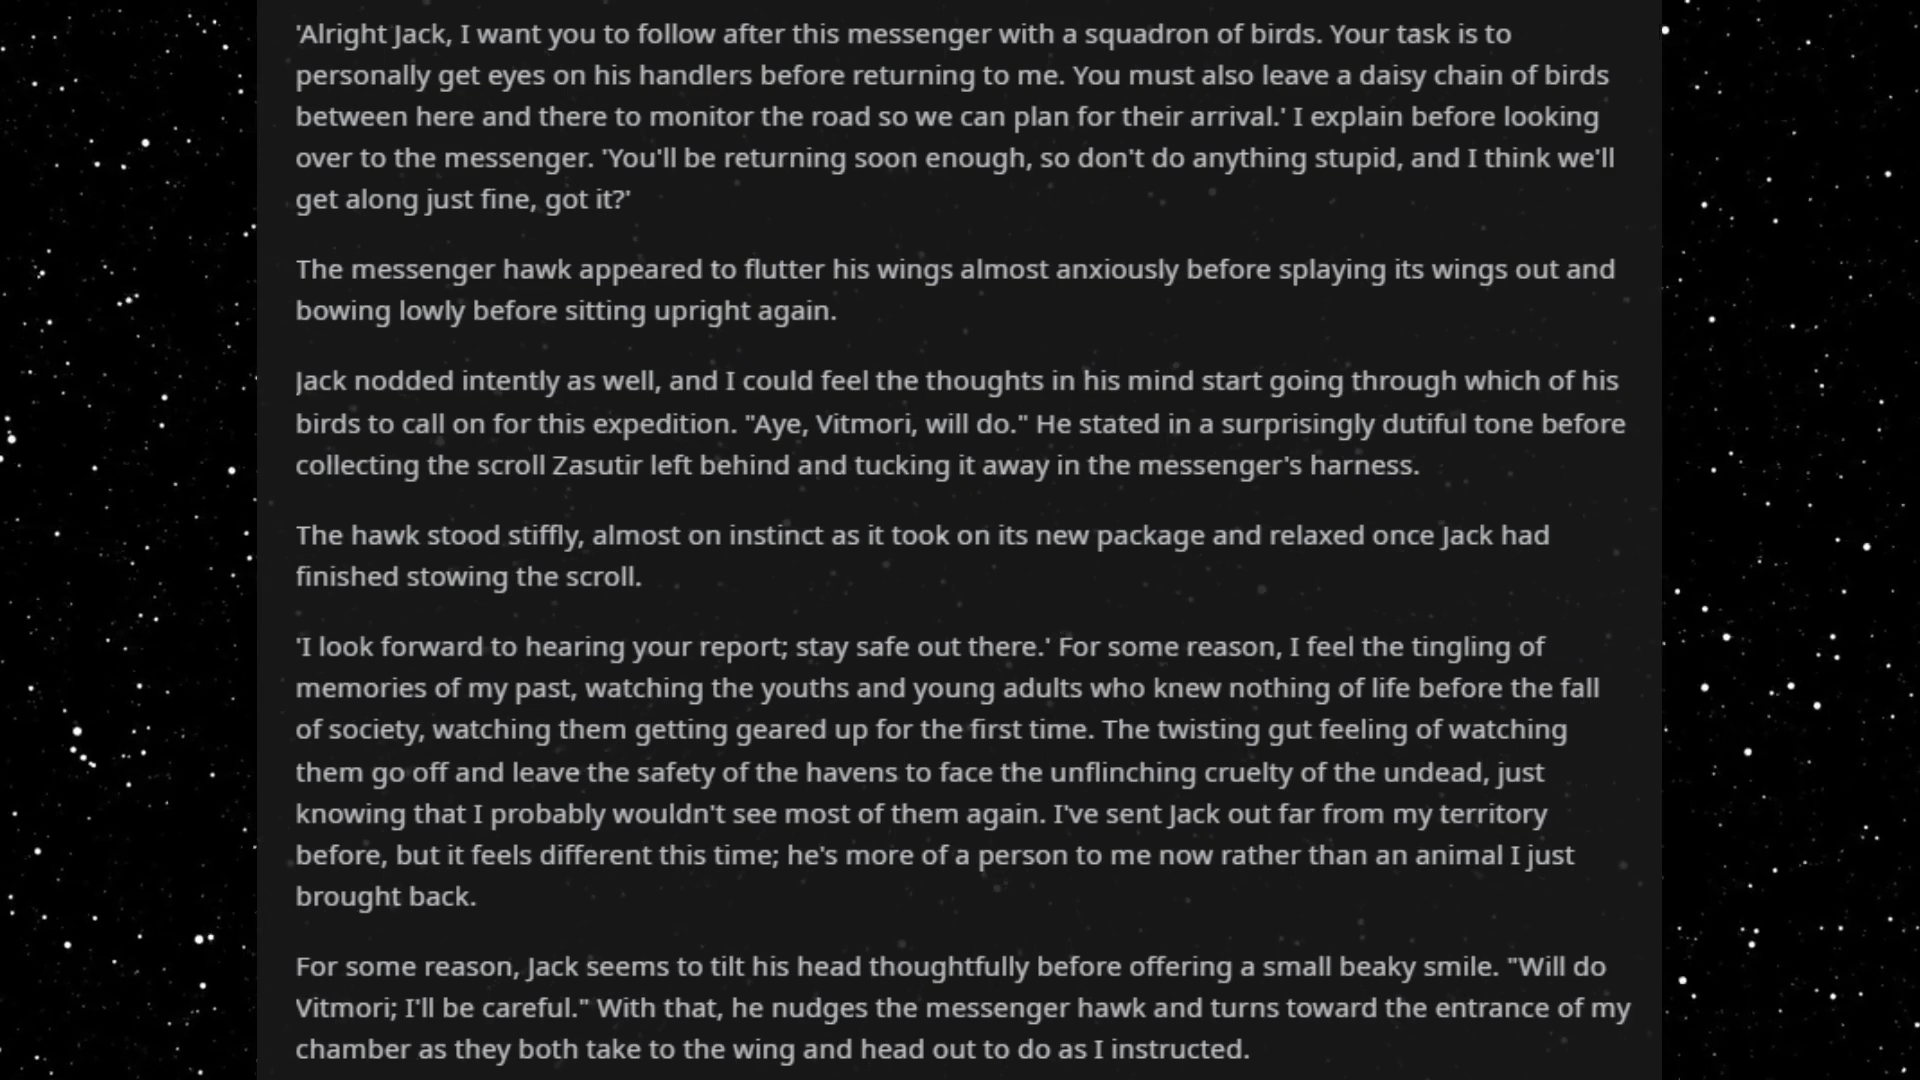 'Alright Jack, I want you to follow after this messenger with a squadron of birds. Your task is to
personally get eyes on his handlers before returning to me. You must also leave a daisy chain of birds
between here and there to monitor the road so we can plan for their arrival.' I explain before looking
over to the messenger. 'You'll be returning soon enough, so don't do anything stupid, and I think we'll
get along just fine, got it?'
The messenger hawk appeared to flutter his wings almost anxiously before splaying its wings out and
bowing lowly before sitting upright again.
Jack nodded intently as well, and I could feel the thoughts in his mind start going through which of his
birds to call on for this expedition. "Aye, Vitmori, will do." He stated in a surprisingly dutiful tone before
collecting the scroll Zasutir left behind and tucking it away in the messenger's harness.
The hawk stood stiffly, almost on instinct as it took on its new package and relaxed once Jack had
finished stowing the scroll.
'I look forward to hearing your report; stay safe out there.' For some reason, I feel the tingling of
memories of my past, watching the youths and young adults who knew nothing of life before the fall
of society, watching them getting geared up for the first time. The twisting gut feeling of watching
them go off and leave the safety of the havens to face the unflinching cruelty of the undead, just
knowing that I probably wouldn't see most of them again. I've sent Jack out far from my territory
before, but it feels different this time; he's more of a person to me now rather than an animal I just
brought back.
For some reason, Jack seems to tilt his head thoughtfully before offering a small beaky smile. "Will do
Vitmori; I'll be careful." With that, he nudges the messenger hawk and turns toward the entrance of my
chamber as they both take to the wing and head out to do as I instructed.